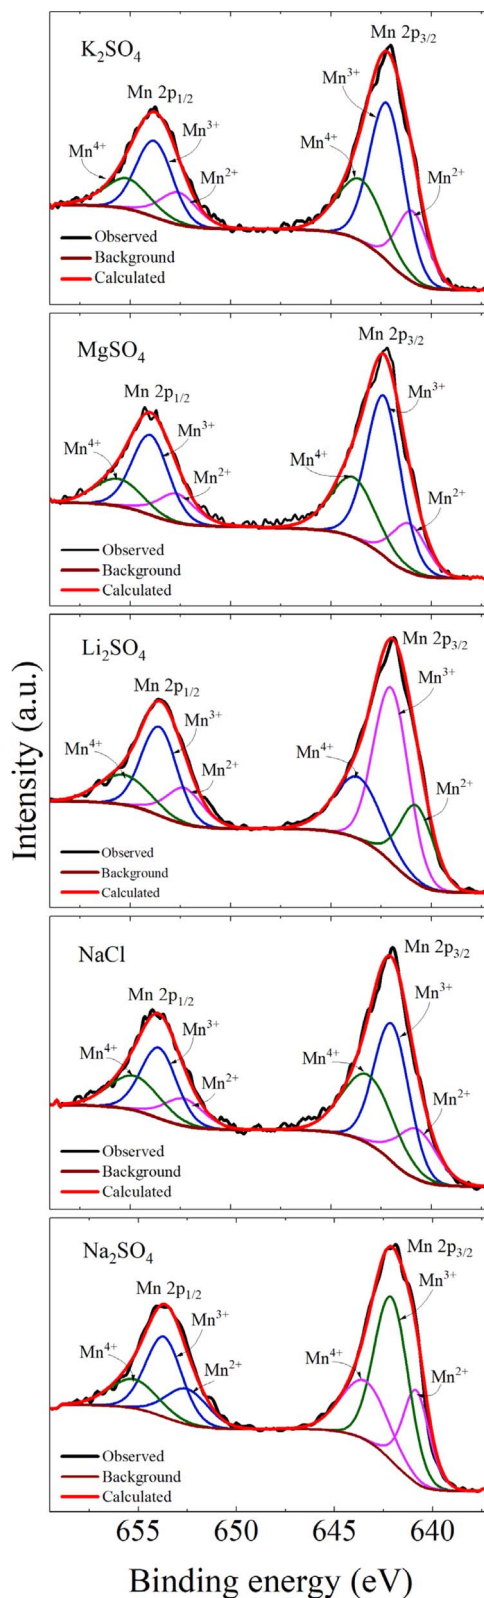 K₂SO₄
Mn 2p₃/₂
Mn³⁺
Mn 2p₁/₂
Mn³⁺
Mn⁴⁺
Mn⁴⁺
Mn²⁺
Mn²⁺
Observed
Background
Calculated
MgSO₄
Mn 2p₃/₂
Mn 2p₁/₂
Mn³⁺
Mn³⁺
Mn⁴⁺
Mn⁴⁺
Mn²⁺
Mn²⁺
Observed
Background
Calculated
Li₂SO₄
Mn 2p₃/₂
Mn³⁺
Mn 2p₁/₂
Mn³⁺
Mn⁴⁺
Mn⁴⁺
Mn²⁺
Mn²⁺
Observed
Background
Calculated
NaCl
Mn 2p₃/₂
Mn 2p₁/₂
Mn³⁺
Mn³⁺
Mn⁴⁺
Mn⁴⁺
Mn²⁺
Mn²⁺
Observed
Background
Calculated
Na₂SO₄
Mn 2p₃/₂
Mn³⁺
Mn 2p₁/₂
Mn³⁺
Mn⁴⁺
Mn⁴⁺
Mn²⁺
Mn²⁺
Observed
Background
Calculated
Intensity (a.u.)
655 650 645 640
Binding energy (eV)